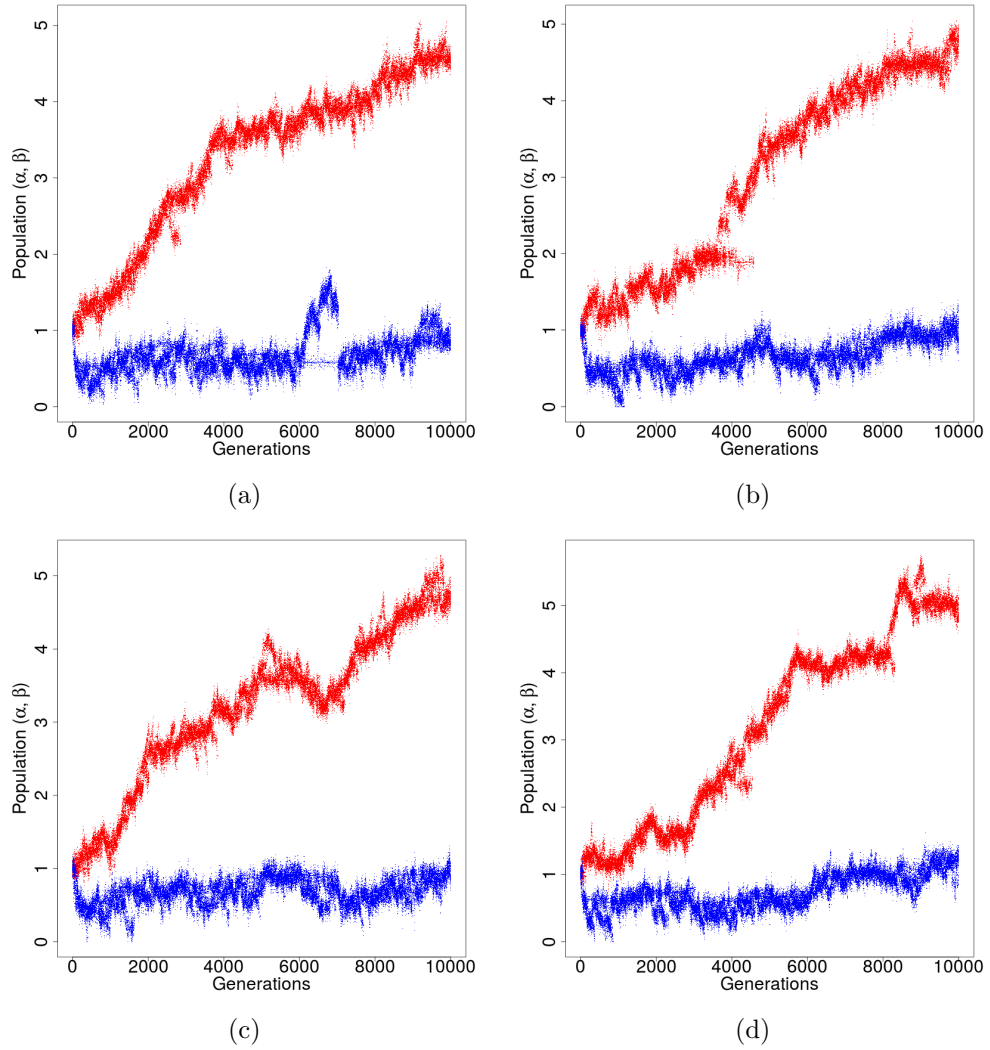 Population (α, β)
0 1 2 3 4 5
0 2000 4000 6000 8000 10000
Generations
(a)
Population (α, β)
0 1 2 3 4 5
0 2000 4000 6000 8000 10000
Generations
(b)
Population (α, β)
0 1 2 3 4 5
0 2000 4000 6000 8000 10000
Generations
(c)
Population (α, β)
0 1 2 3 4 5
0 2000 4000 6000 8000 10000
Generations
(d)